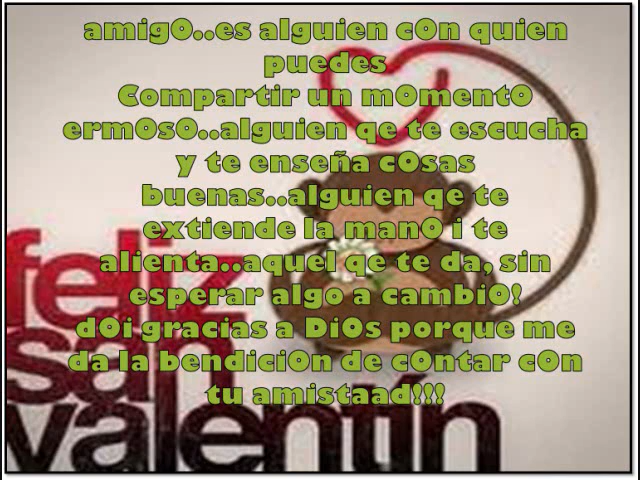 amigO..es alguien cOn quien
puedes
Compartir un mOmentO
ermOsO..alguien qe te escucha
y te enseña cOsas
buenas..alguien qe te
extiende la manO i te
alienta..aquel qe te da, sin
esperar algo a cambiO!
dOi gracias a DiOs porque me
da la bendiciOn de cOntar cOn
tu amistaad!!!
feliz
san
valentín